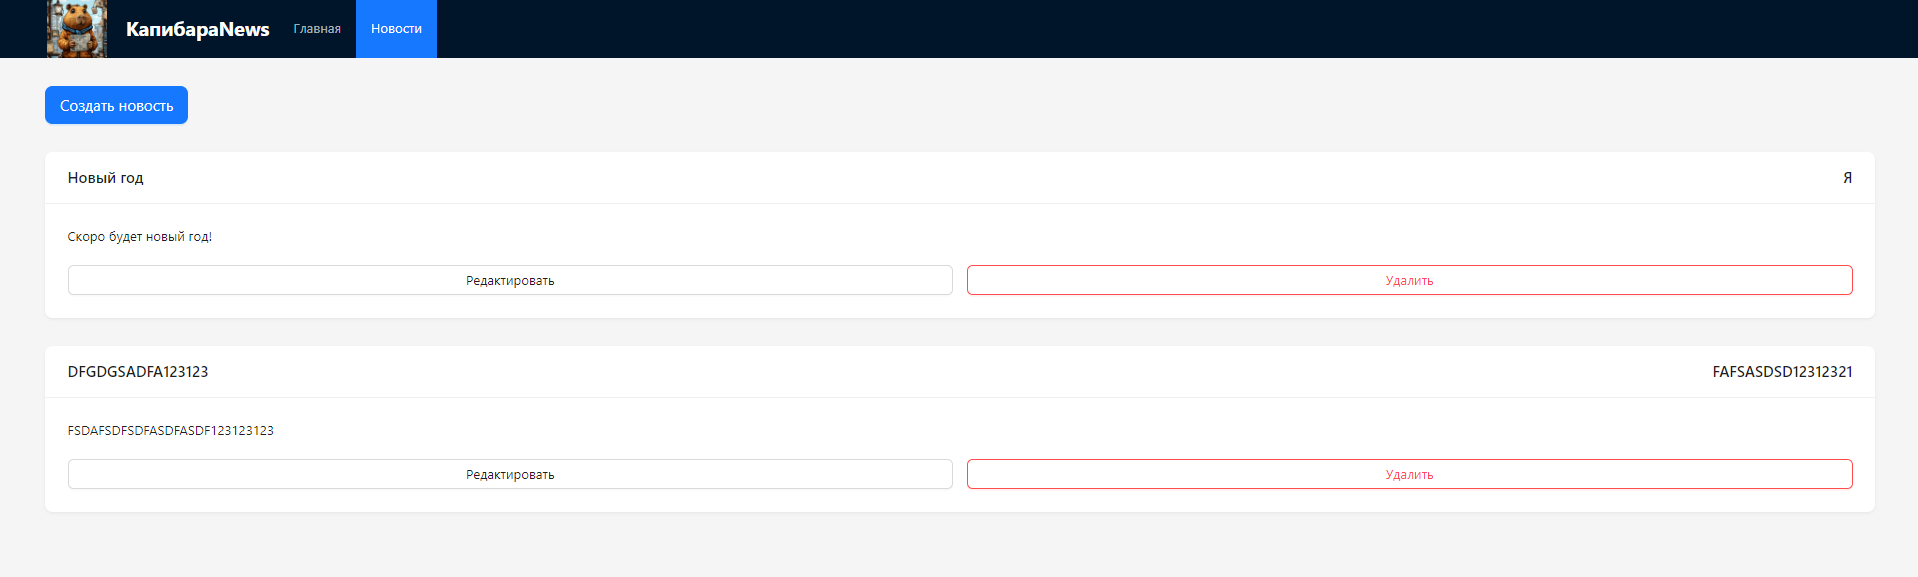 КапибараNews Главная Новости
Создать новость
Новый год Я
Скоро будет новый год!
Редактировать Удалить
DFGDGSADFA123123 FAFSASDSD12312321
FSDAFSDFSDFASDFASDF123123123
Редактировать Удалить